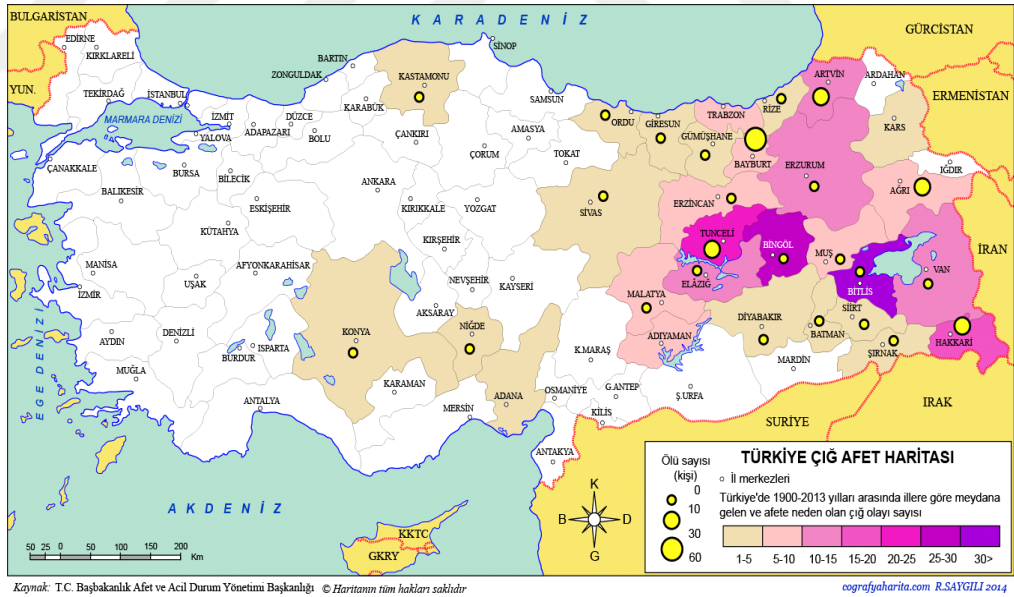 BULGARİSTAN
K A R A D E N İ Z
GÜRCİSTAN
EDİRNE
KIRKLARELİ
SİNOP
BARTIN
ZONGULDAK
KASTAMONU
ARTVİN
ARDAHAN
YUN.
TEKİRDAĞ
İSTANBUL
KARABÜK
SAMSUN
RİZE
ERMENİSTAN
MARMARA DENİZİ
İZMİT
DÜZCE
TRABZON
ORDU
GİRESUN
KARS
YALOVA
ADAPAZARI
BOLU
ÇANKIRI
AMASYA
GÜMÜŞHANE
ÇANAKKALE
BURSA
ÇORUM
TOKAT
BAYBURT
ERZURUM
IĞDIR
BİLECİK
BALIKESİR
ANKARA
AĞRI
ESKİŞEHİR
KIRIKKALE
YOZGAT
SİVAS
ERZİNCAN
KÜTAHYA
TUNCELİ
KIRŞEHİR
BİNGÖL
MUŞ
İRAN
MANİSA
AFYONKARAHİSAR
UŞAK
NEVŞEHİR
KAYSERİ
ELÂZIĞ
VAN
İZMİR
MALATYA
BİTLİS
AKSARAY
SİİRT
EGE DENİZİ
AYDIN
DENİZLİ
KONYA
NİĞDE
DİYABAKIR
BATMAN
HAKKARİ
ISPARTA
BURDUR
ADIYAMAN
ŞIRNAK
MUĞLA
K.MARAŞ
MARDİN
KARAMAN
OSMANİYE
G.ANTEP
Ş.URFA
ANTALYA
MERSİN
ADANA
KİLİS
IRAK
SURİYE
ANTAKYA
A K D E N İ Z
KKTC
GKRY
K
B
D
G
50 25 0 50 100 150 200
Km
Ölü sayısı
(kişi)
0
10
30
60
TÜRKİYE ÇIĞ AFET HARİTASI
İl merkezleri
Türkiye'de 1900-2013 yılları arasında illere göre meydana
gelen ve afete neden olan çığ olayı sayısı
1-5 5-10 10-15 15-20 20-25 25-30 30>
Kaynak: T.C. Başbakanlık Afet ve Acil Durum Yönetimi Başkanlığı © Haritanın tüm hakları saklıdır
cografyaharita.com R.SAYGILI 2014